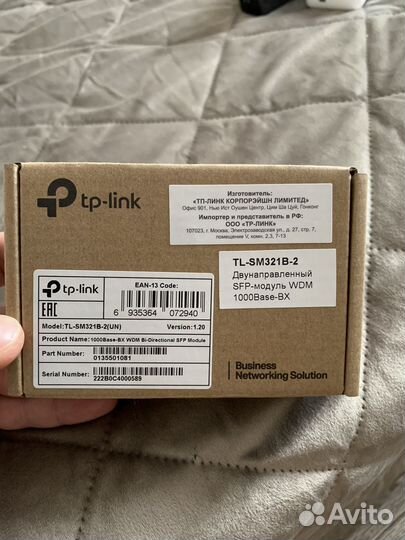 tp-link
Изготовитель:
«ТП-ЛИНК КОРПОРЭЙШН ЛИМИТЕД»
Офис 901, Нью Ист Оушен Центр, Цим Ша Цуй, Гонконг
Импортер и представитель в РФ:
ООО «ТР-ЛИНК»
107023, г. Москва, Электрозаводская ул., д. 27, стр. 7,
помещения V, комн. 2,3, 7-13
TL-SM321B-2
Двунаправленный
SFP-модуль WDM
1000Base-BX
tp-link
EAC
EAN-13 Code:
6 935364 072940
Model:TL-SM321B-2(UN) Version:1.20
Product Name:1000Base-BX WDM Bi-Directional SFP Module
Part Number:
0135501081
Serial Number:
222B0C4000589
Business
Networking Solution
Avito